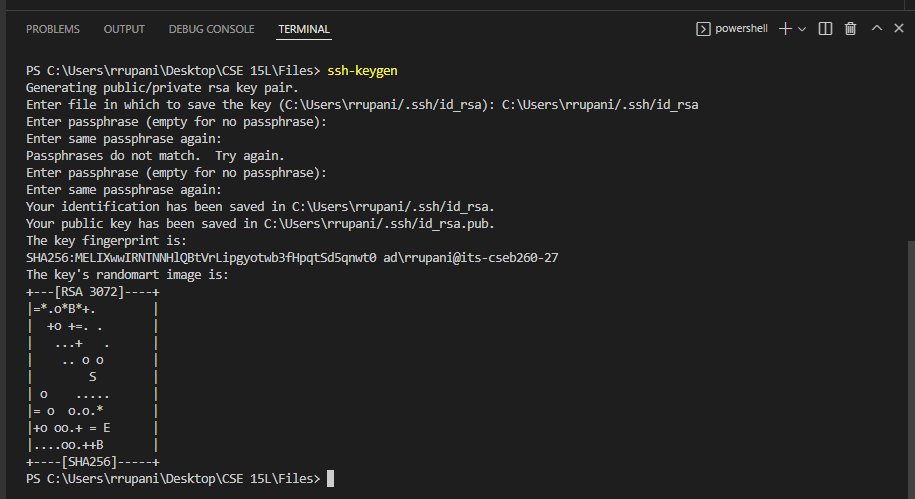 PROBLEMS OUTPUT DEBUG CONSOLE TERMINAL powershell
PS C:\Users\rrupani\Desktop\CSE 15L\Files> ssh-keygen
Generating public/private rsa key pair.
Enter file in which to save the key (C:\Users\rrupani/.ssh/id_rsa): C:\Users\rrupani/.ssh/id_rsa
Enter passphrase (empty for no passphrase):
Enter same passphrase again:
Passphrases do not match.  Try again.
Enter passphrase (empty for no passphrase):
Enter same passphrase again:
Your identification has been saved in C:\Users\rrupani/.ssh/id_rsa.
Your public key has been saved in C:\Users\rrupani/.ssh/id_rsa.pub.
The key fingerprint is:
SHA256:MELIXwwIRNTNNHlQBtVrLipgyotwb3fHpqtSd5qnwt0 ad\rrupani@its-cseb260-27
The key's randomart image is:
+---[RSA 3072]----+
|=*.o*B*+.        |
|  +o +=. .       |
|   ...+   .      |
|    .. o o       |
|        S        |
| o    .....      |
|= o  o.o.*       |
|+o oo.+ = E      |
|....oo.++B       |
+----[SHA256]-----+
PS C:\Users\rrupani\Desktop\CSE 15L\Files>